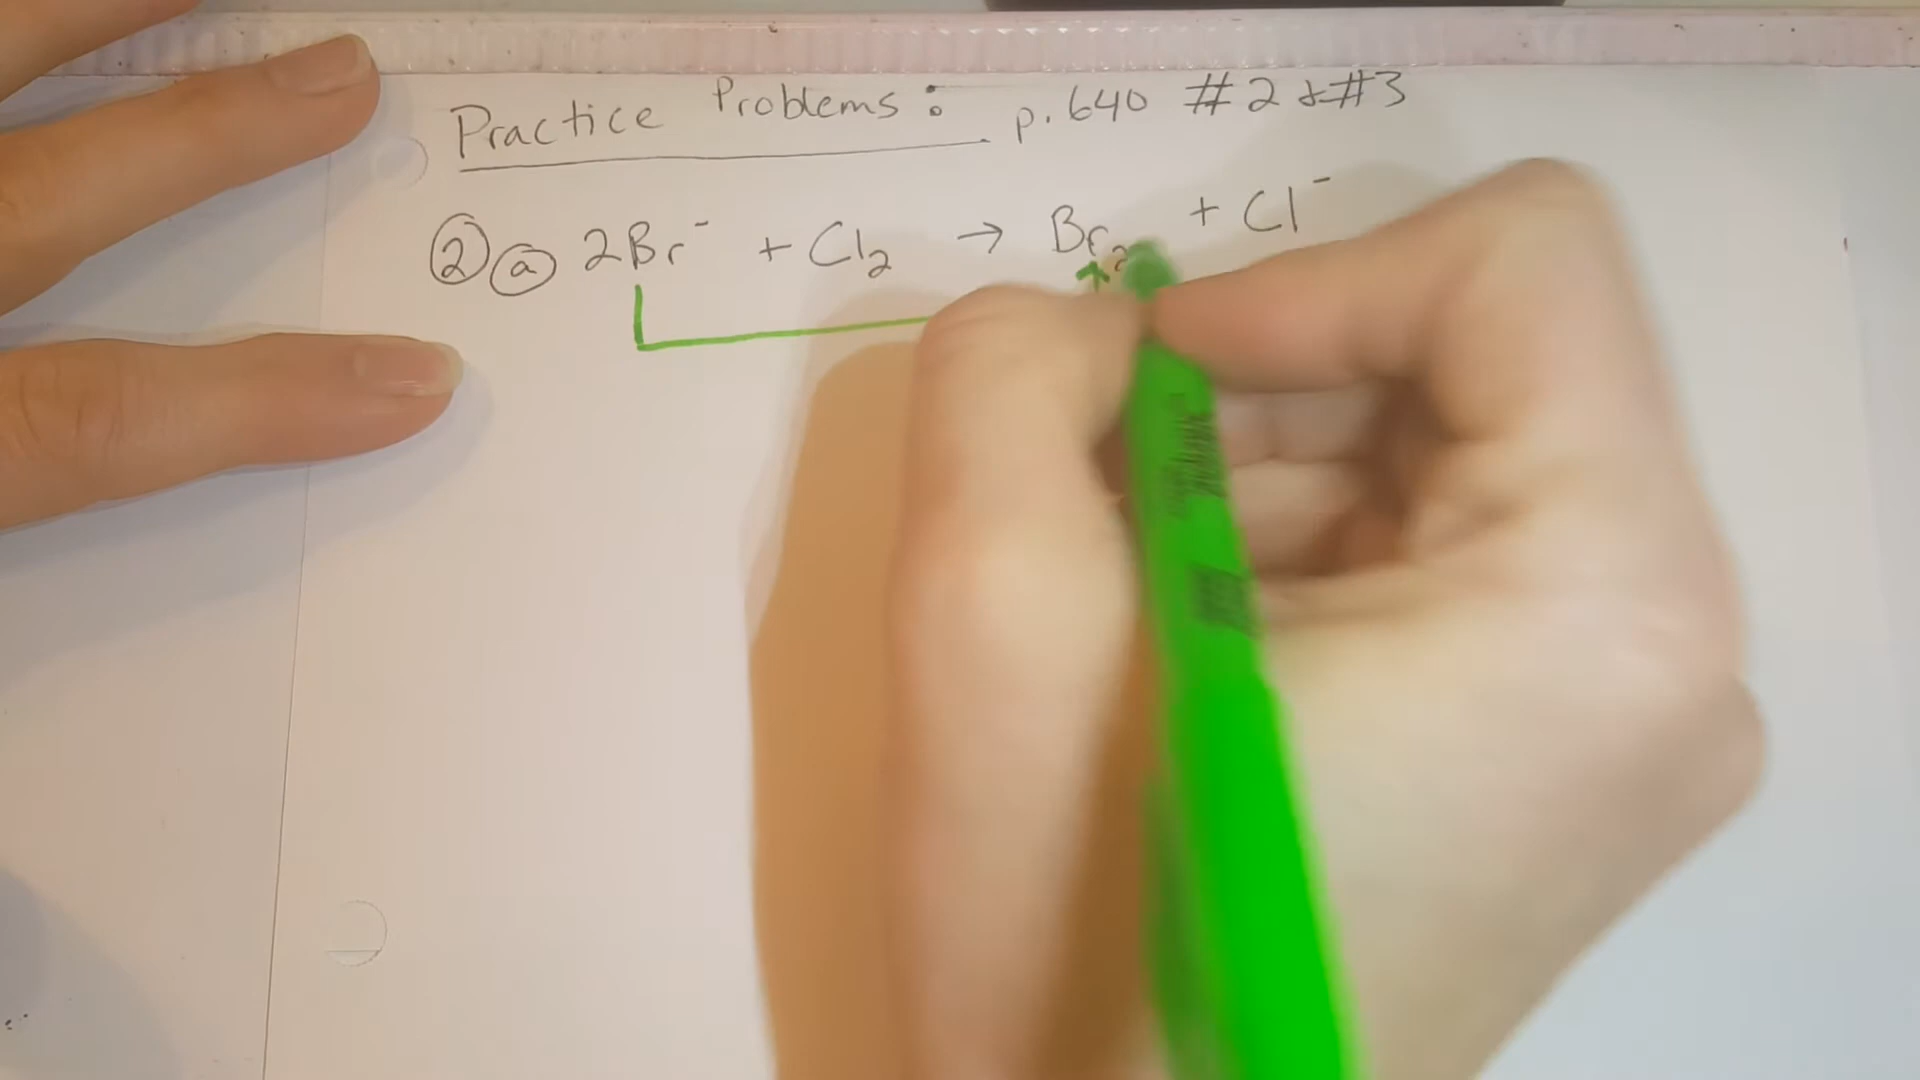 Practice Problems: p. 640 #2 & #3
② ⓐ 2Br⁻ + Cl₂ → Br₂ + Cl⁻